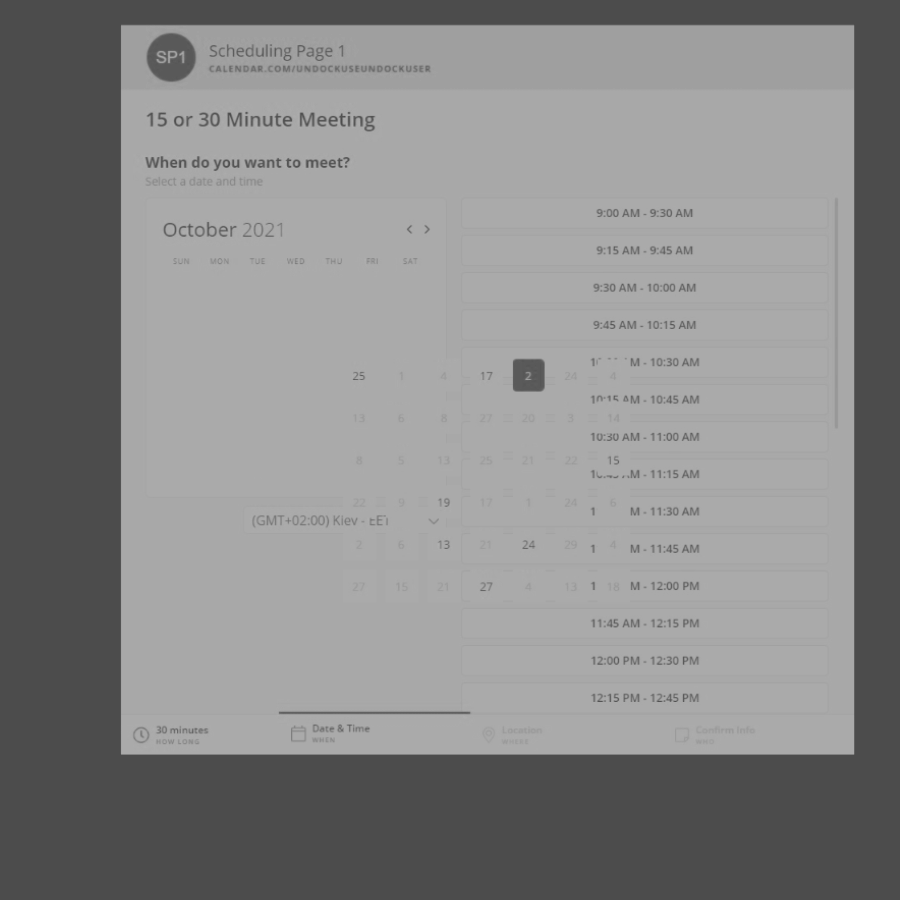 SP1
Scheduling Page 1
CALENDAR.COM/UNDOCKUSEUNDOCKUSER
15 or 30 Minute Meeting
When do you want to meet?
Select a date and time
October 2021
SUN MON TUE WED THU FRI SAT
25 1 4 17 2 24 4
13 6 8 27 20 3 14
8 5 13 25 21 22 15
22 9 19 17 1 24 6
2 6 13 21 24 29 4
27 15 21 27 4 13 18
(GMT+02:00) Kiev - EET
9:00 AM - 9:30 AM
9:15 AM - 9:45 AM
9:30 AM - 10:00 AM
9:45 AM - 10:15 AM
M - 10:30 AM
10:15 AM - 10:45 AM
10:30 AM - 11:00 AM
10:45 AM - 11:15 AM
1 M - 11:30 AM
1 M - 11:45 AM
1 M - 12:00 PM
11:45 AM - 12:15 PM
12:00 PM - 12:30 PM
12:15 PM - 12:45 PM
30 minutes
HOW LONG
Date & Time
WHEN
Location
WHERE
Confirm Info
WHO